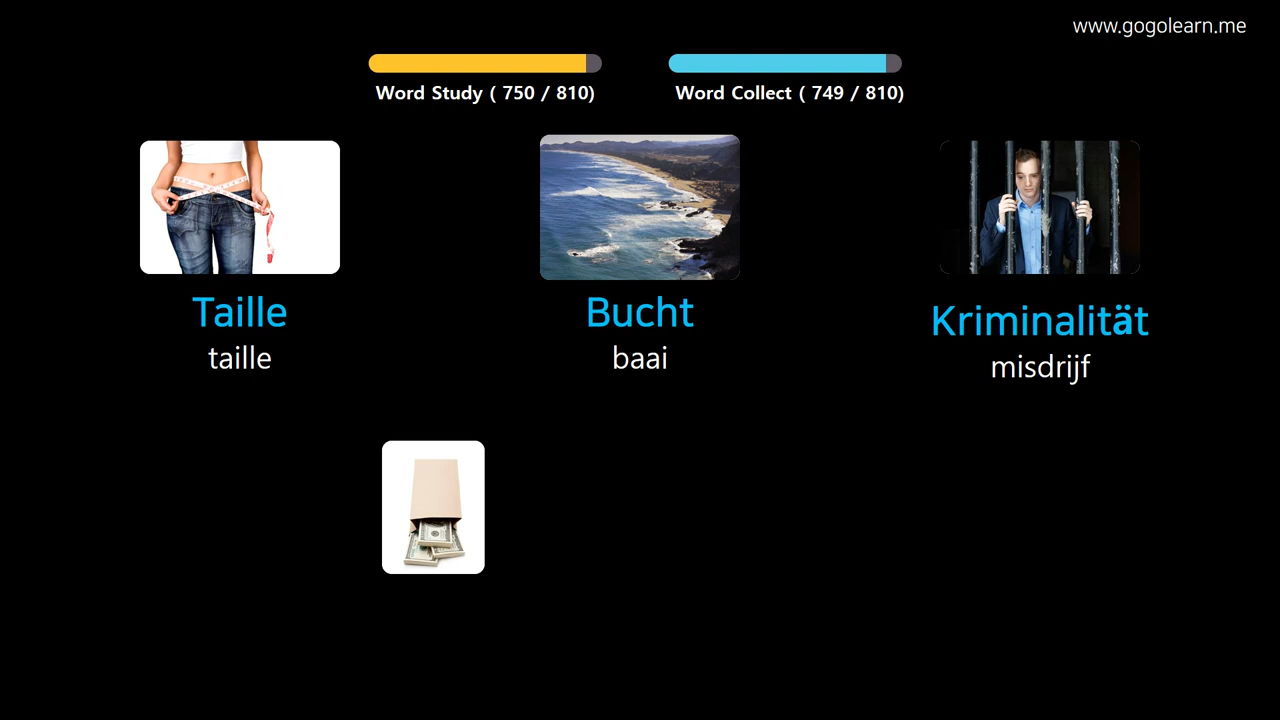 www.gogolearn.me
Word Study ( 750 / 810)
Word Collect ( 749 / 810)
Taille
taille
Bucht
baai
Kriminalität
misdrijf